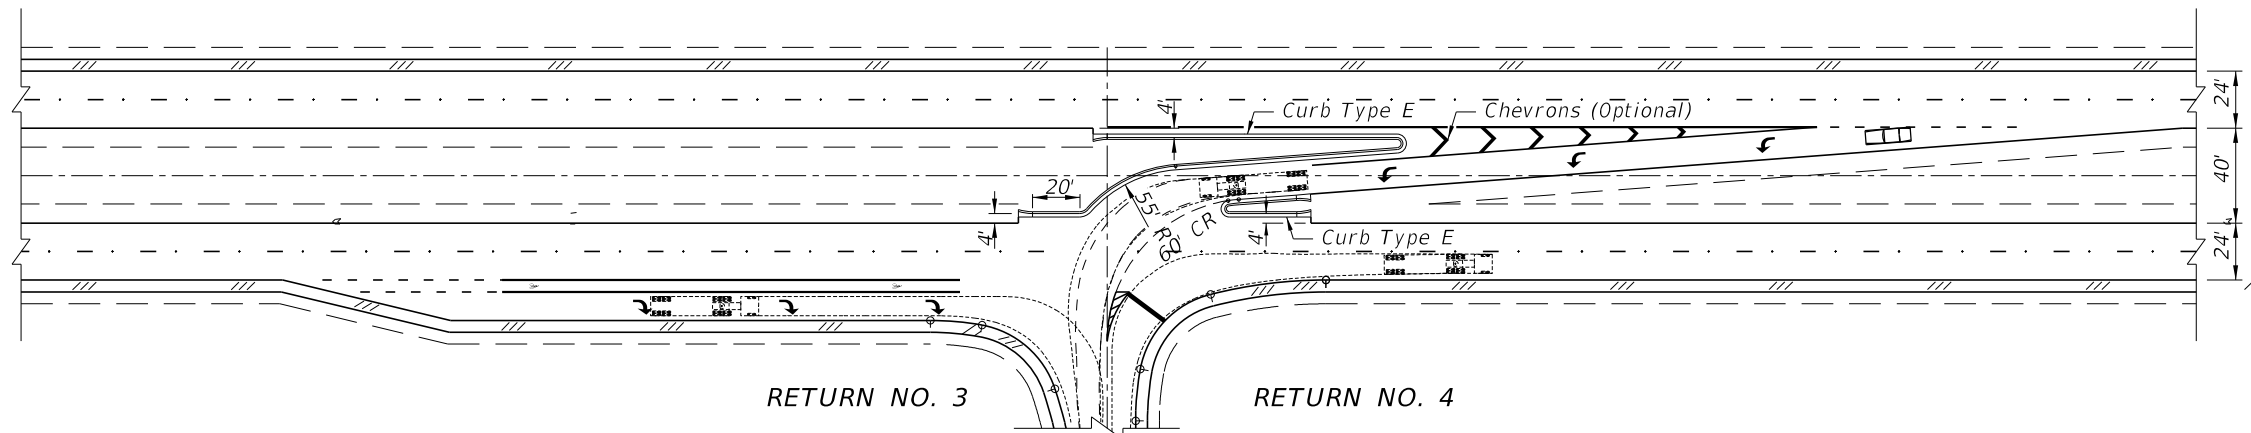 24'
4'
Curb Type E
Chevrons (Optional)
40'
20'
55' R
60' CR
4'
4'
Curb Type E
24'
RETURN NO. 3
RETURN NO. 4